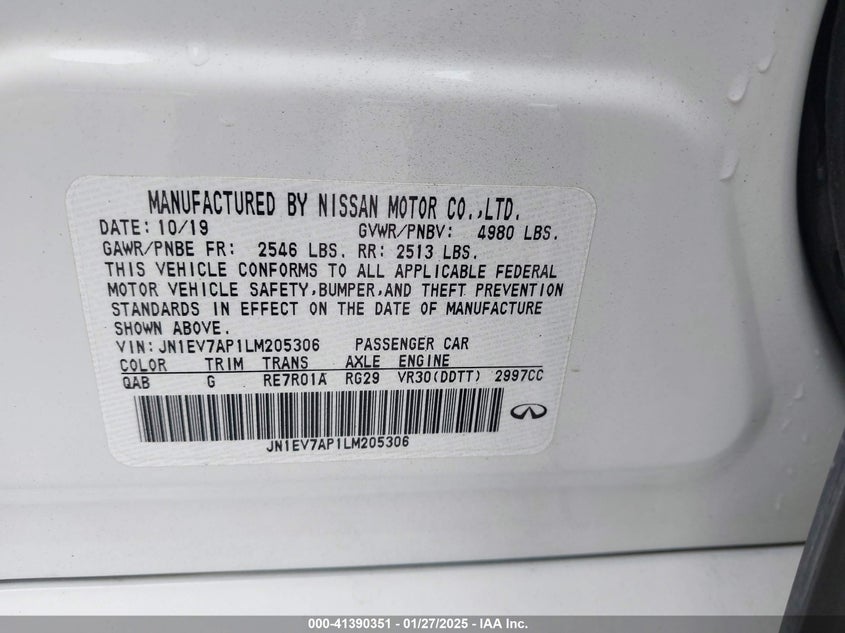 MANUFACTURED BY NISSAN MOTOR CO.,LTD.
DATE: 10/19 GVWR/PNBV: 4980 LBS.
GAWR/PNBE FR: 2546 LBS. RR: 2513 LBS.
THIS VEHICLE CONFORMS TO ALL APPLICABLE FEDERAL
MOTOR VEHICLE SAFETY,BUMPER,AND THEFT PREVENTION
STANDARDS IN EFFECT ON THE DATE OF MANUFACTURE
SHOWN ABOVE.
VIN:JN1EV7AP1LM205306 PASSENGER CAR
COLOR TRIM TRANS AXLE ENGINE
QAB G RE7R01A RG29 VR30(DDTT) 2997CC
JN1EV7AP1LM205306
000-41390351 | 01/27/2025 | IAA Inc.